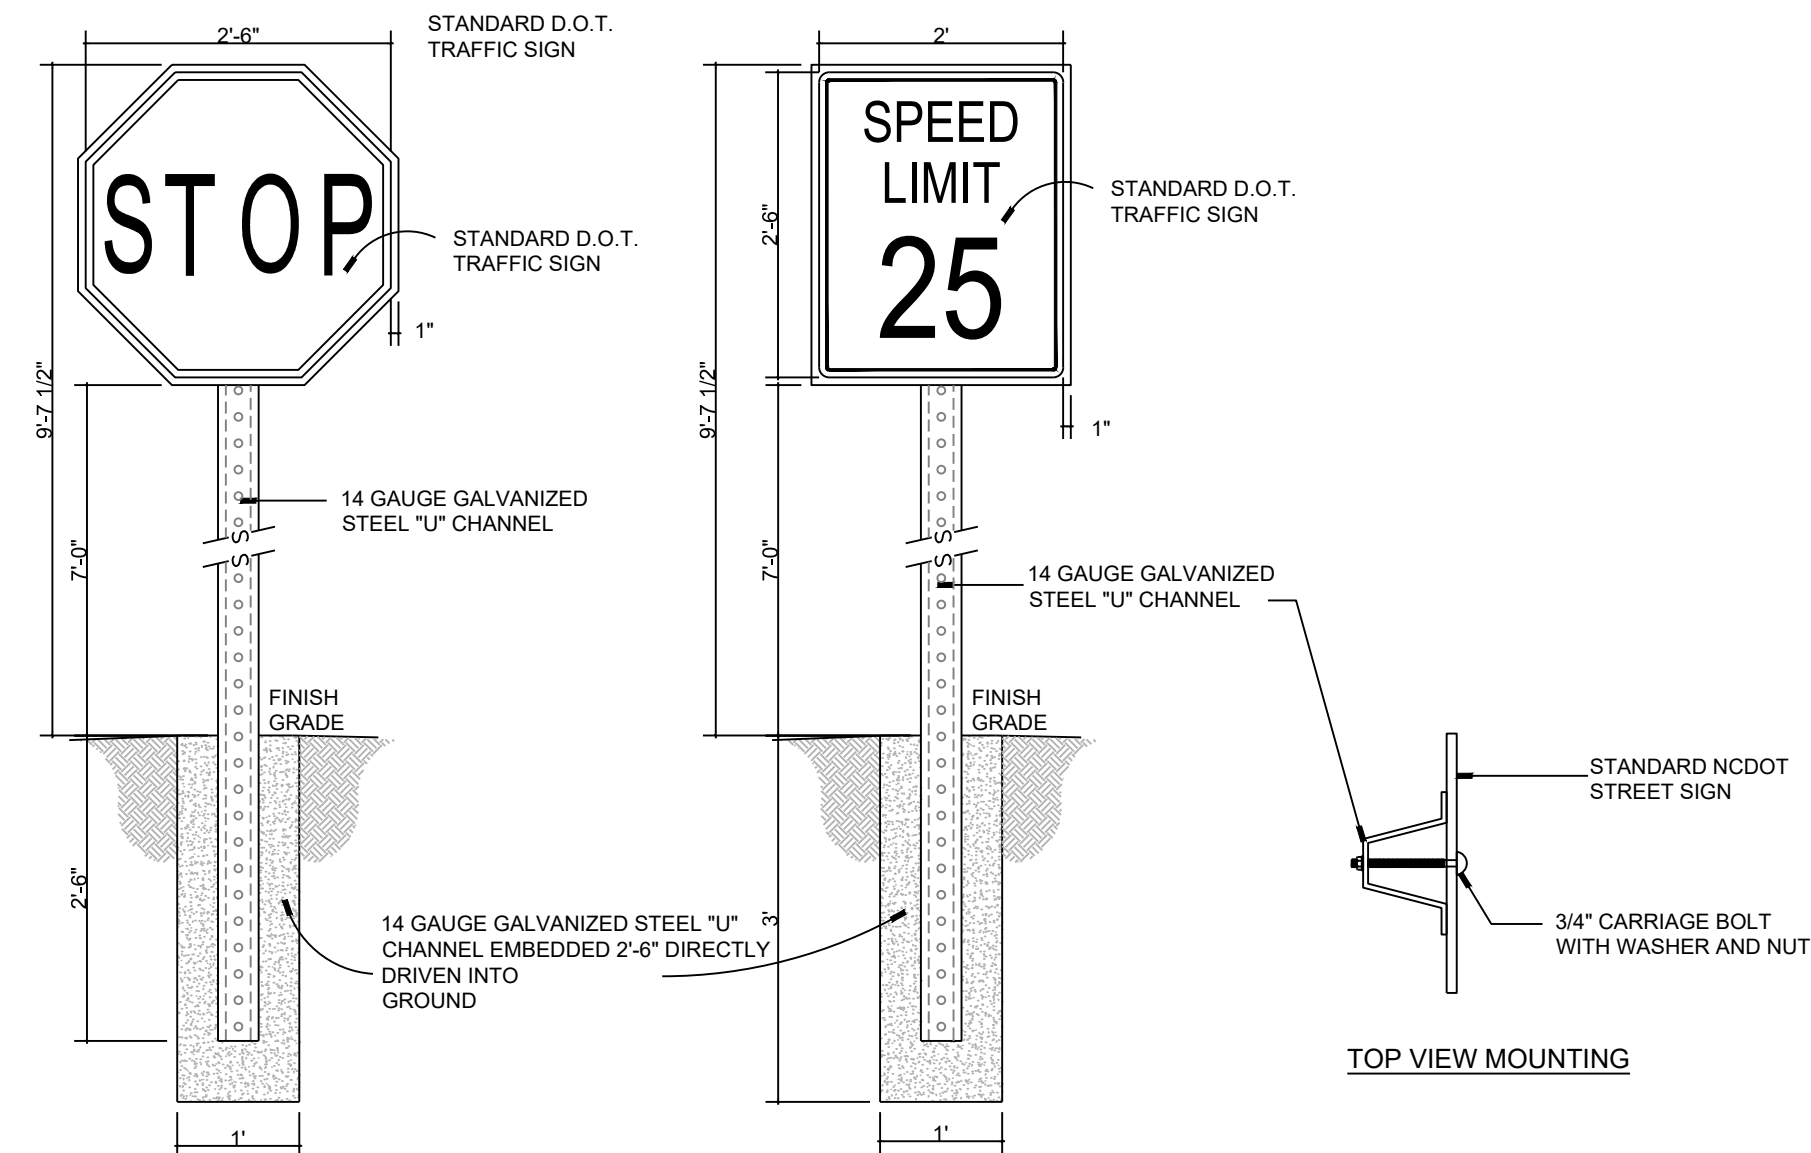 STANDARD D.O.T.
TRAFFIC SIGN
2'-6"
STOP
STANDARD D.O.T.
TRAFFIC SIGN
1"
9'-7 1/2"
14 GAUGE GALVANIZED
STEEL "U" CHANNEL
S
S
7'-0"
FINISH
GRADE
2'-6"
14 GAUGE GALVANIZED STEEL "U"
CHANNEL EMBEDDED 2'-6" DIRECTLY
DRIVEN INTO
GROUND
1'
2'
SPEED
LIMIT
25
STANDARD D.O.T.
TRAFFIC SIGN
2'-6"
9'-7 1/2"
1"
S
S
7'-0"
14 GAUGE GALVANIZED
STEEL "U" CHANNEL
FINISH
GRADE
3'
1'
STANDARD NCDOT
STREET SIGN
3/4" CARRIAGE BOLT
WITH WASHER AND NUT
TOP VIEW MOUNTING